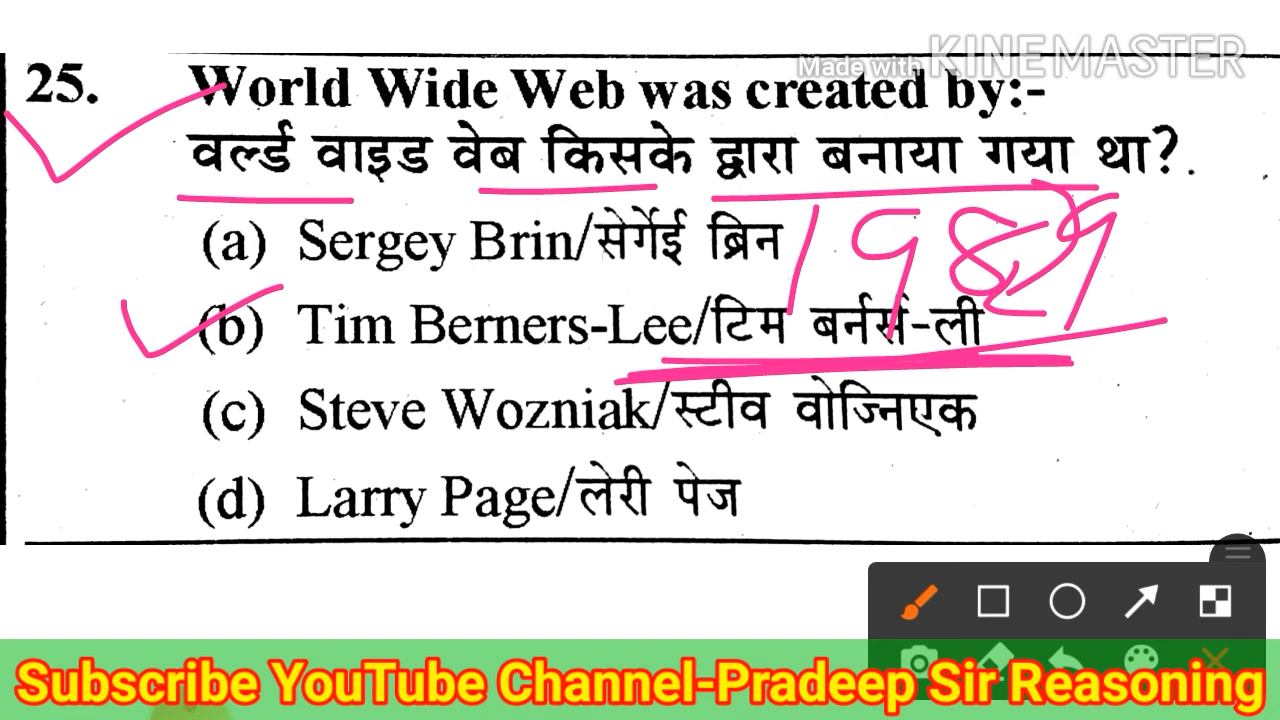 Made with KINEMASTER
25. World Wide Web was created by:-
वर्ल्ड वाइड वेब किसके द्वारा बनाया गया था?
(a) Sergey Brin/सेर्गेई ब्रिन
1989
(b) Tim Berners-Lee/टिम बर्नर्स-ली
(c) Steve Wozniak/स्टीव वोज्निएक
(d) Larry Page/लेरी पेज
Subscribe YouTube Channel-Pradeep Sir Reasoning